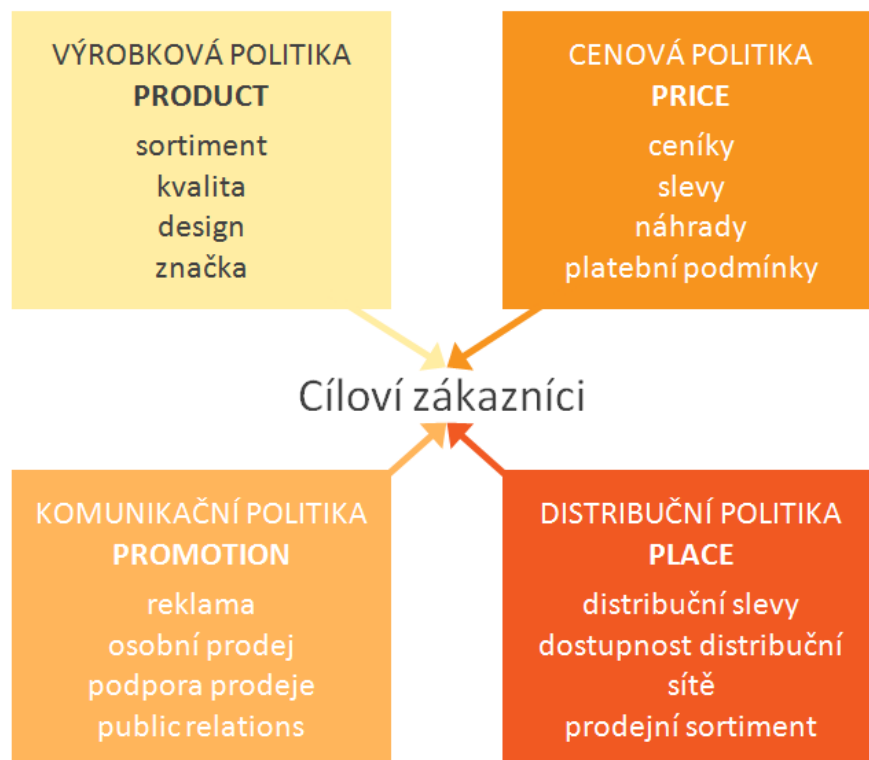 VÝROBKOVÁ POLITIKA
PRODUCT
sortiment
kvalita
design
značka
CENOVÁ POLITIKA
PRICE
ceníky
slevy
náhrady
platební podmínky
Cíloví zákazníci
KOMUNIKAČNÍ POLITIKA
PROMOTION
reklama
osobní prodej
podpora prodeje
public relations
DISTRIBUČNÍ POLITIKA
PLACE
distribuční slevy
dostupnost distribuční
sítě
prodejní sortiment